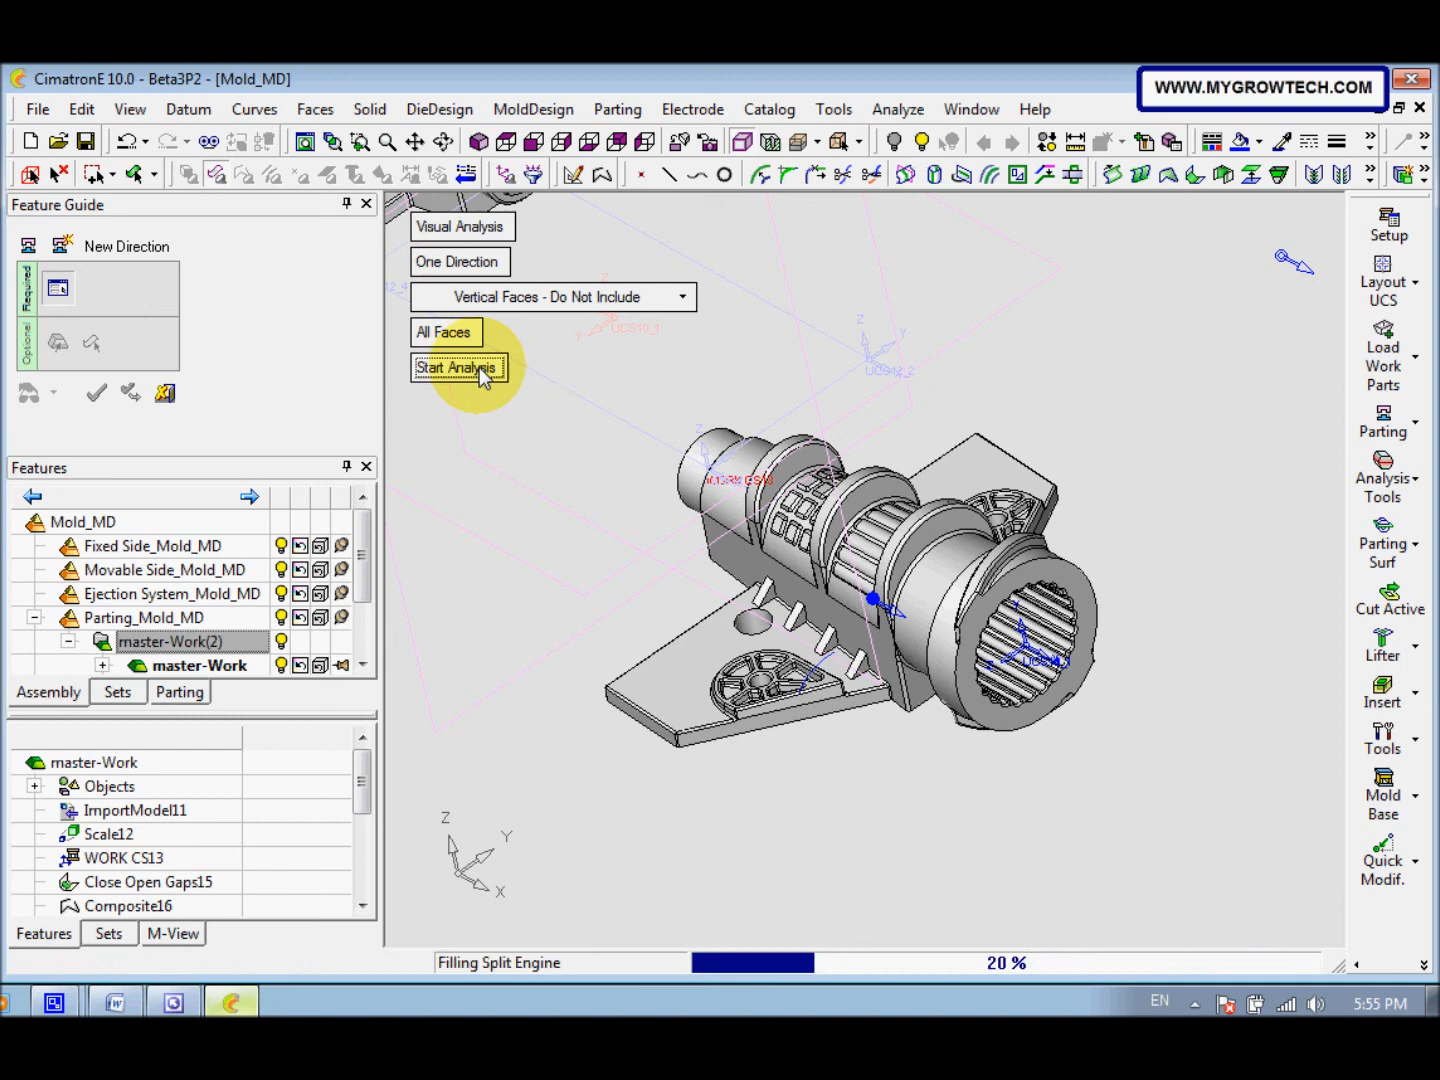 CimatronE 10.0 - Beta3P2 - [Mold_MD]
WWW.MYGROWTECH.COM
File Edit View Datum Curves Faces Solid DieDesign MoldDesign Parting Electrode Catalog Tools Analyze Window Help
Feature Guide
New Direction
Required
Optional
Features
Mold_MD
Fixed Side_Mold_MD
Movable Side_Mold_MD
Ejection System_Mold_MD
Parting_Mold_MD
master-Work(2)
master-Work
Assembly Sets Parting
master-Work
Objects
ImportModel11
Scale12
WORK CS13
Close Open Gaps15
Composite16
Features Sets M-View
Visual Analysis
One Direction
Vertical Faces - Do Not Include
All Faces
Start Analysis
UCS10_1
Z
Y
UCS12_2
Z
WORK CS13
Y
Z
Z
Y
X
Setup
Layout
UCS
Load
Work
Parts
Parting
Analysis
Tools
Parting
Surf
Cut Active
Lifter
Insert
Tools
Mold
Base
Quick
Modif.
Filling Split Engine
20 %
EN
5:55 PM